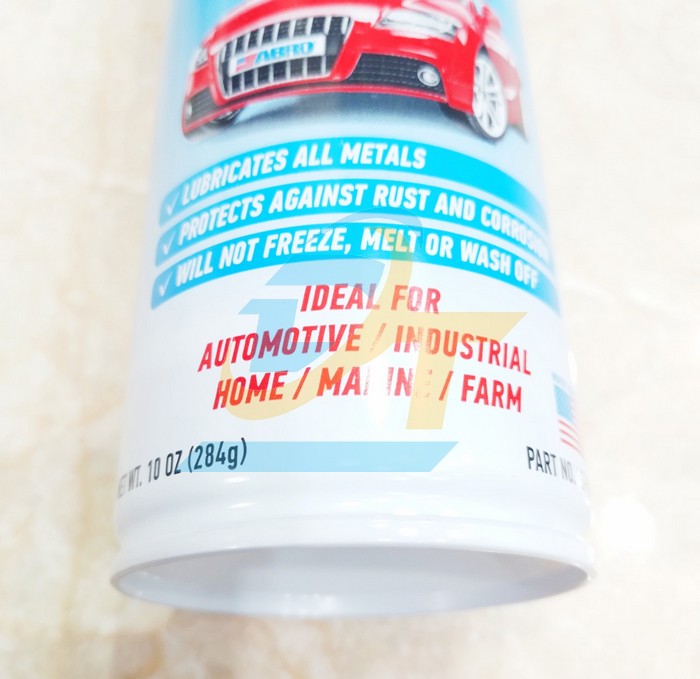 ABRO
✓ LUBRICATES ALL METALS
✓ PROTECTS AGAINST RUST AND CORROSION
✓ WILL NOT FREEZE, MELT OR WASH OFF
IDEAL FOR
AUTOMOTIVE / INDUSTRIAL
HOME / MARINE / FARM
NET WT. 10 OZ (284g)
PART NO.